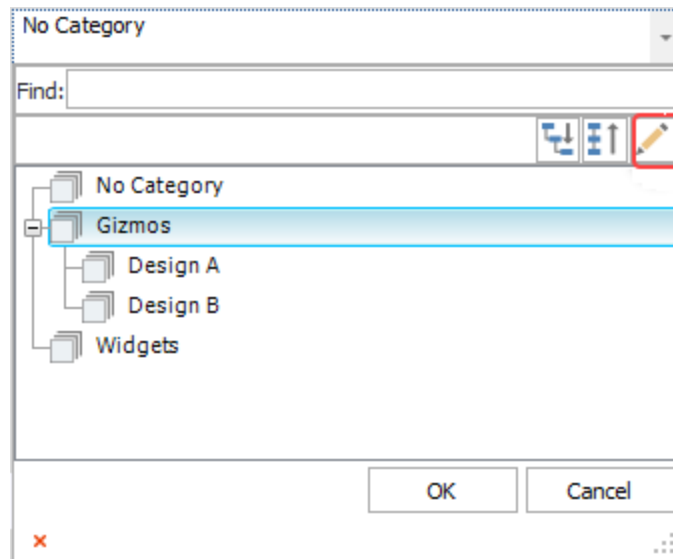 No Category
Find:
No Category
Gizmos
Design A
Design B
Widgets
OK Cancel